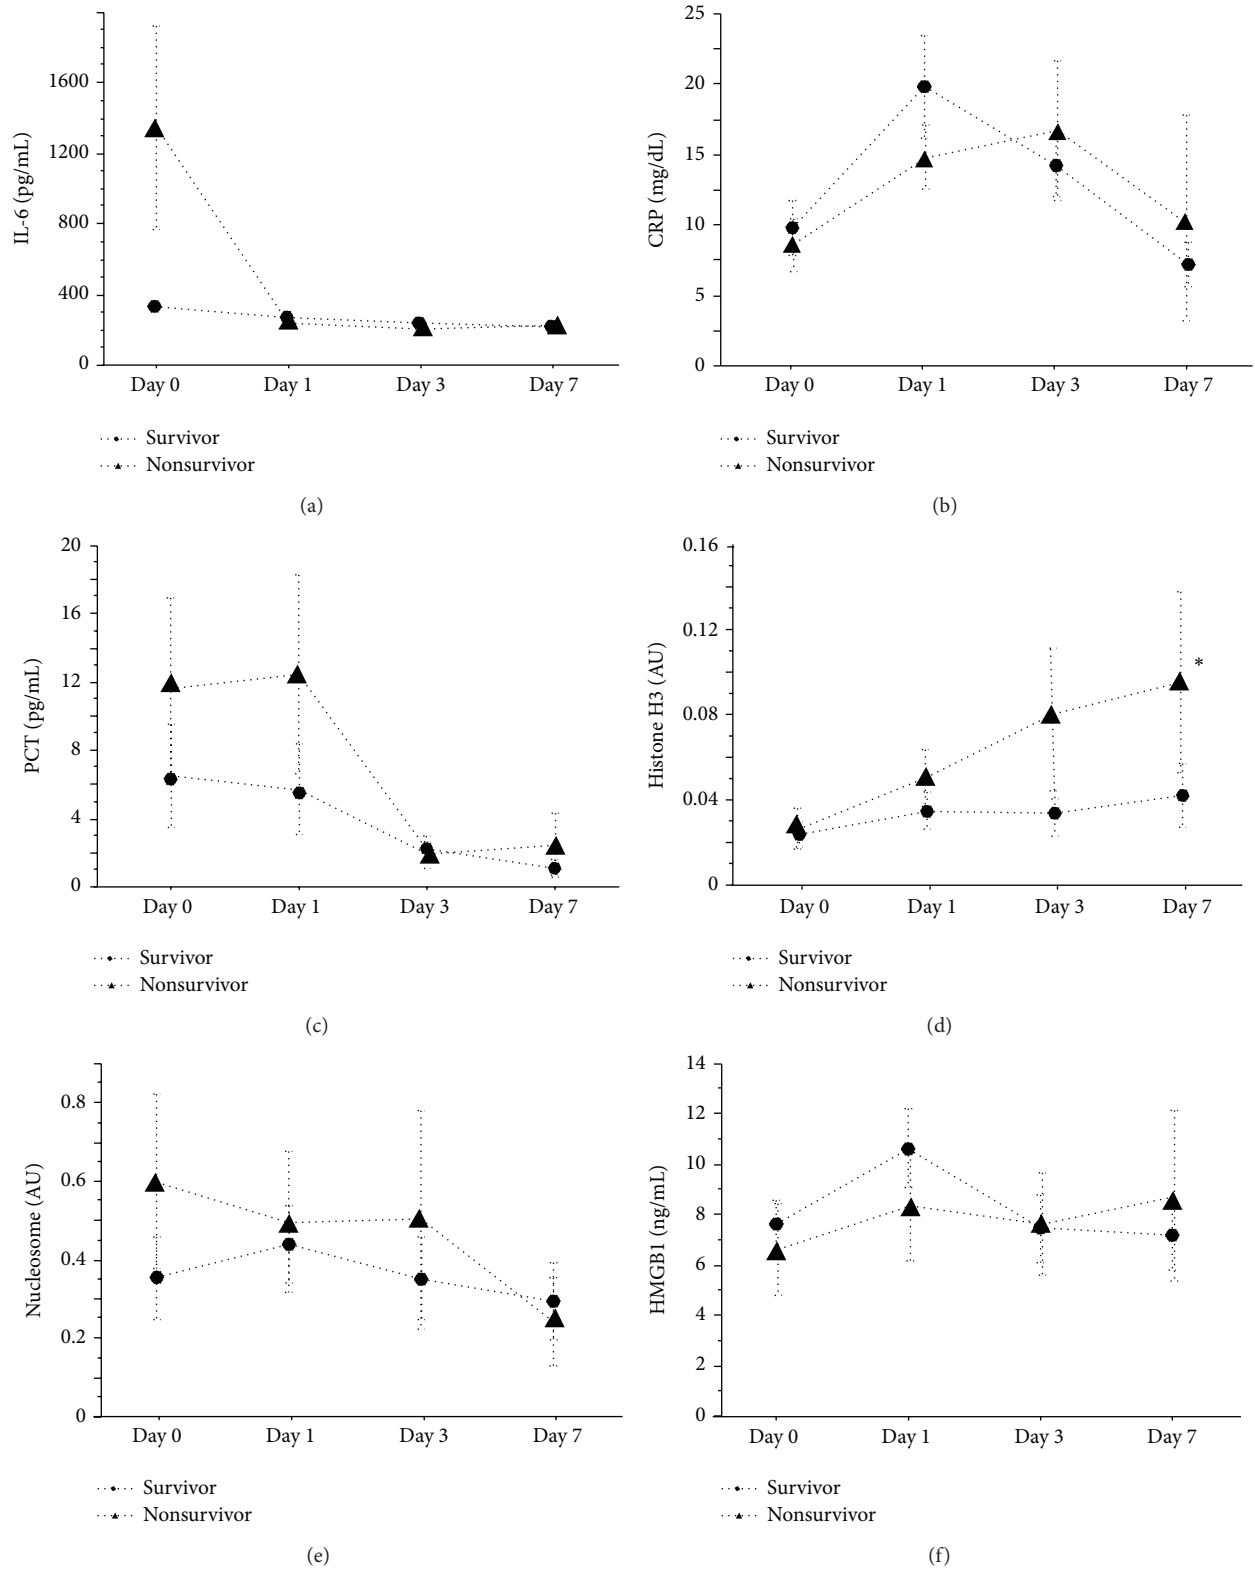 IL-6 (pg/mL)
1600
1200
800
400
0
Day 0 Day 1 Day 3 Day 7
Survivor
Nonsurvivor
(a)
CRP (mg/dL)
25
20
15
10
5
0
Day 0 Day 1 Day 3 Day 7
Survivor
Nonsurvivor
(b)
PCT (pg/mL)
20
16
12
8
4
0
Day 0 Day 1 Day 3 Day 7
Survivor
Nonsurvivor
(c)
Histone H3 (AU)
0.16
0.12
0.08
0.04
0
*
Day 0 Day 1 Day 3 Day 7
Survivor
Nonsurvivor
(d)
Nucleosome (AU)
0.8
0.6
0.4
0.2
0
Day 0 Day 1 Day 3 Day 7
Survivor
Nonsurvivor
(e)
HMGB1 (ng/mL)
14
12
10
8
6
4
2
0
Day 0 Day 1 Day 3 Day 7
Survivor
Nonsurvivor
(f)